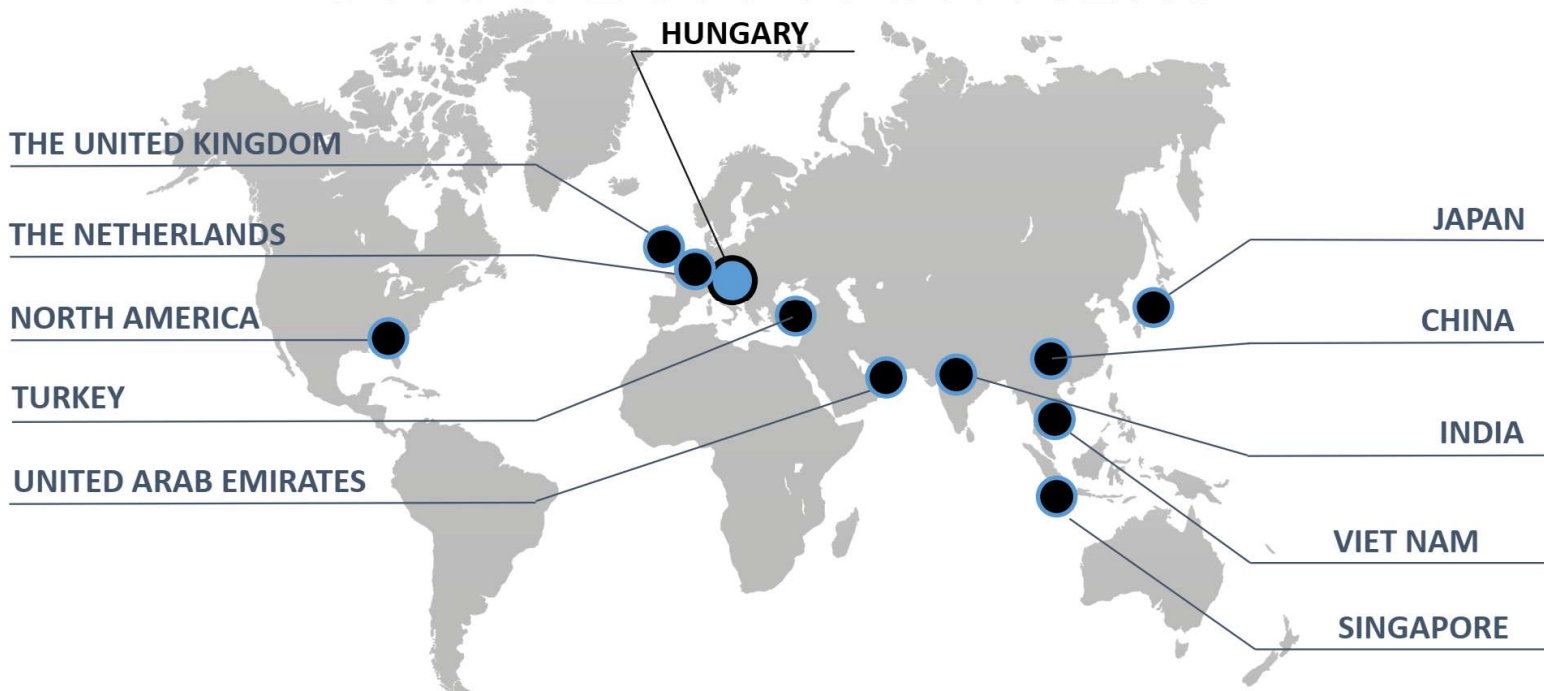 HUNGARY
THE UNITED KINGDOM
THE NETHERLANDS
NORTH AMERICA
TURKEY
UNITED ARAB EMIRATES
JAPAN
CHINA
INDIA
VIET NAM
SINGAPORE